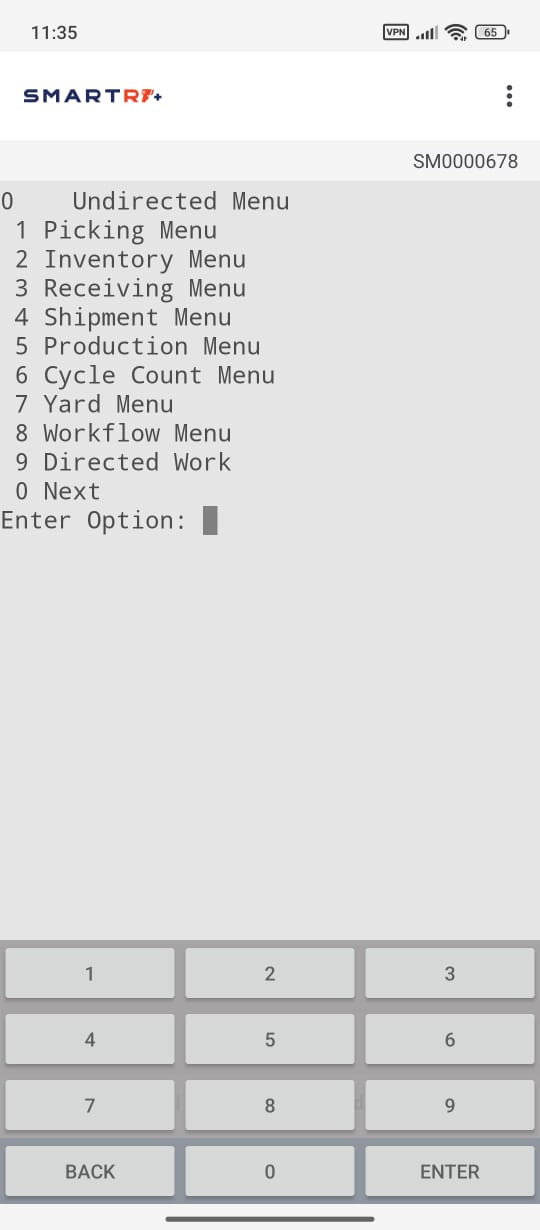 11:35 VPN 65
SMARTRF+
SM0000678
0    Undirected Menu
1 Picking Menu
2 Inventory Menu
3 Receiving Menu
4 Shipment Menu
5 Production Menu
6 Cycle Count Menu
7 Yard Menu
8 Workflow Menu
9 Directed Work
0 Next
Enter Option:
1 2 3
4 5 6
7 8 9
BACK 0 ENTER